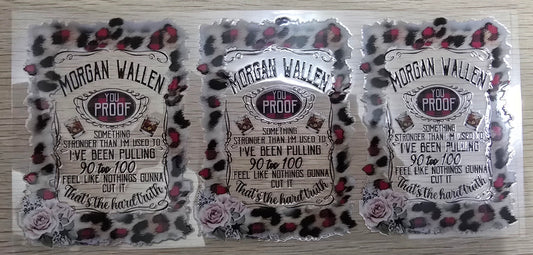 MORGAN WALLEN
YOU
PROOF
SOMETHING
STRONGER THAN I'M USED TO
I'VE BEEN PULLING
90 to 100
FEEL LIKE NOTHINGS GUNNA
CUT IT
That's the hard truth
MORGAN WALLEN
YOU
PROOF
SOMETHING
STRONGER THAN I'M USED TO
I'VE BEEN PULLING
90 to 100
FEEL LIKE NOTHINGS GUNNA
CUT IT
That's the hard truth
MORGAN WALLEN
YOU
PROOF
SOMETHING
STRONGER THAN I'M USED TO
I'VE BEEN PULLING
90 to 100
FEEL LIKE NOTHINGS GUNNA
CUT IT
That's the hard truth